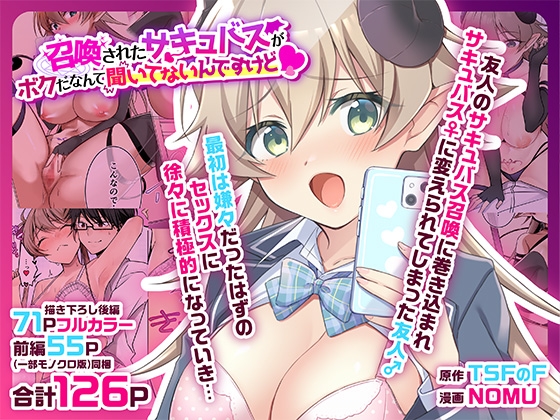 召喚されたサキュバスが
ボクだなんて聞いてないんですけど
友人のサキュバス召喚に巻き込まれ
サキュバス♀に変えられてしまった友人♂
最初は嫌々だったはずの
セックスに
徐々に積極的になっていき…
こんなので
描き下ろし後編
71Pフルカラー
前編55P
(一部モノクロ版)同梱
合計126P
原作 TSFのF
漫画 NOMU